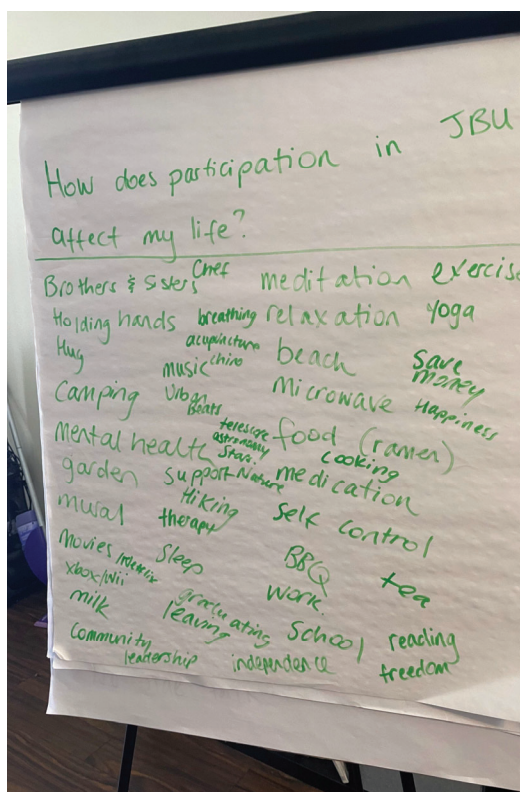 How does participation in JBU
affect my life?
Brothers & Sisters Chef meditation exercise
Holding hands breathing relaxation yoga
Hug acupuncture beach save
music chiro money
Camping Urban Microwave Happiness
Boats
Mental health telescope food (ramen)
astronomy Stars cooking
garden support Nature medication
mural Hiking self control
therapy
Movies Sleep BBQ tea
xbox/wii work.
milk graduating School reading
leaving
Community independence freedom
leadership